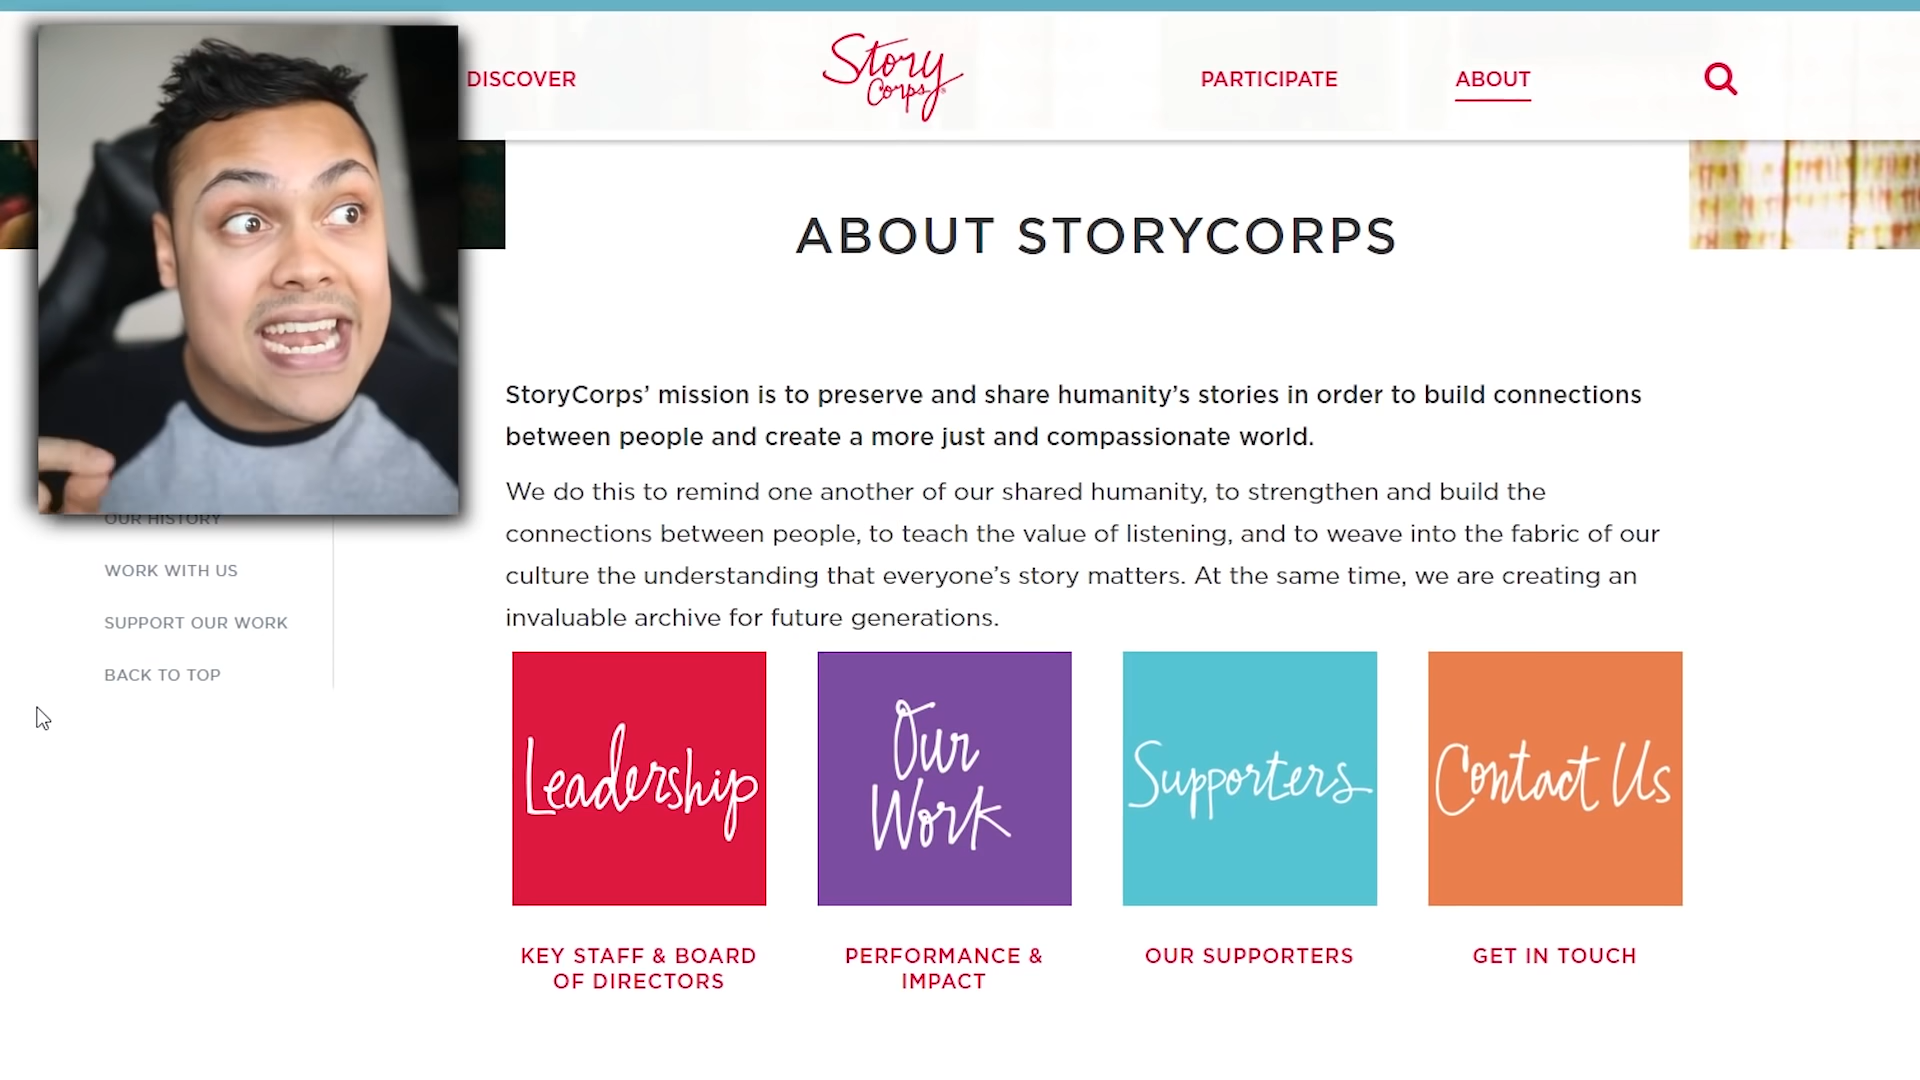 DISCOVER
Story
Corps
PARTICIPATE
ABOUT
ABOUT STORYCORPS
StoryCorps’ mission is to preserve and share humanity’s stories in order to build connections
between people and create a more just and compassionate world.
We do this to remind one another of our shared humanity, to strengthen and build the
connections between people, to teach the value of listening, and to weave into the fabric of our
culture the understanding that everyone’s story matters. At the same time, we are creating an
invaluable archive for future generations.
OUR HISTORY
WORK WITH US
SUPPORT OUR WORK
BACK TO TOP
Leadership
Our
Work
Supporters
Contact Us
KEY STAFF & BOARD
OF DIRECTORS
PERFORMANCE &
IMPACT
OUR SUPPORTERS
GET IN TOUCH